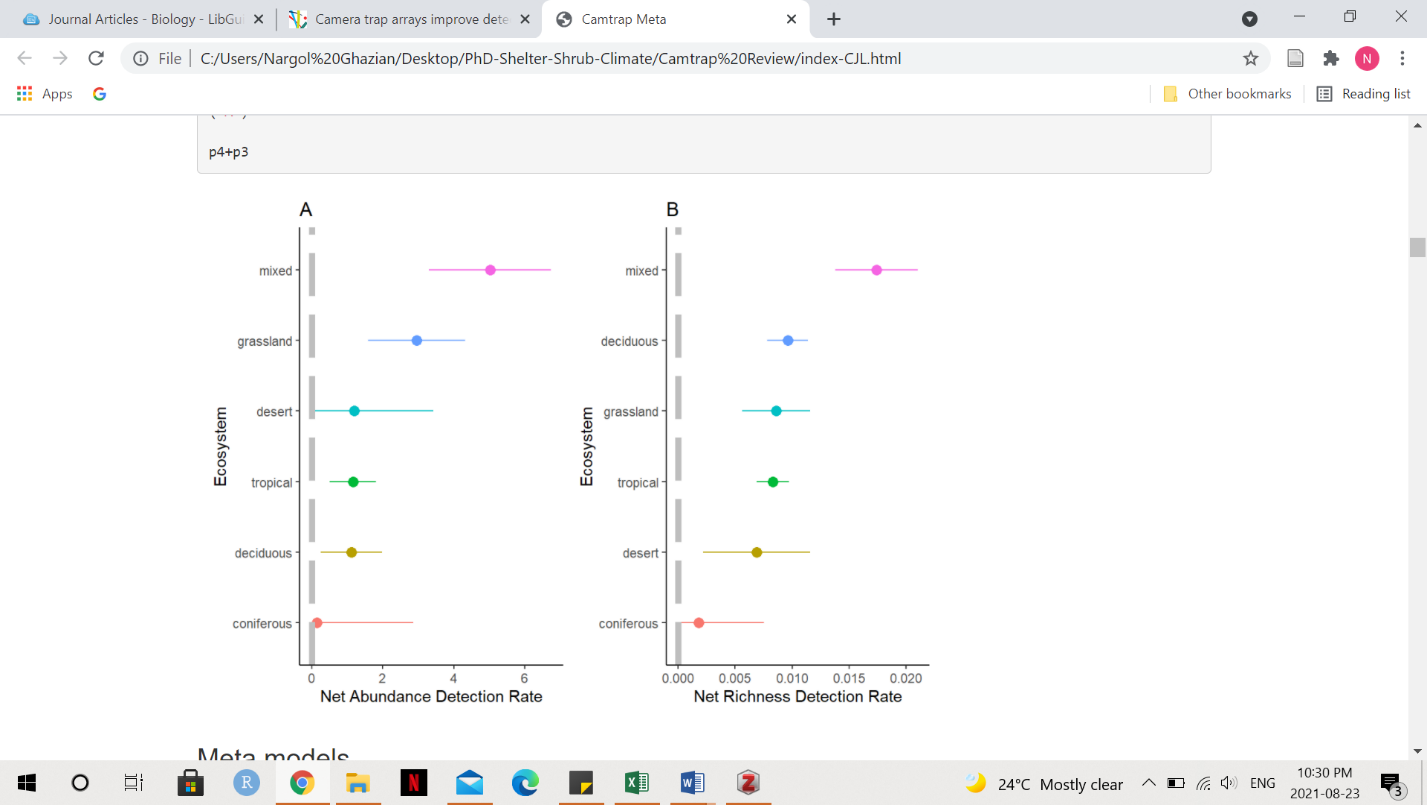 Journal Articles - Biology - LibGu
Camera trap arrays improve dete
Camtrap Meta
File
C:/Users/Nargol%20Ghazian/Desktop/PhD-Shelter-Shrub-Climate/Camtrap%20Review/index-CJL.html
N
Apps
G
Other bookmarks
Reading list
p4+p3
A
mixed
grassland
desert
tropical
deciduous
coniferous
Ecosystem
0 2 4 6
Net Abundance Detection Rate
B
mixed
deciduous
grassland
tropical
desert
coniferous
Ecosystem
0.000 0.005 0.010 0.015 0.020
Net Richness Detection Rate
Meta models
R
N
X
W
Z
24°C Mostly clear
ENG
10:30 PM
2021-08-23
3